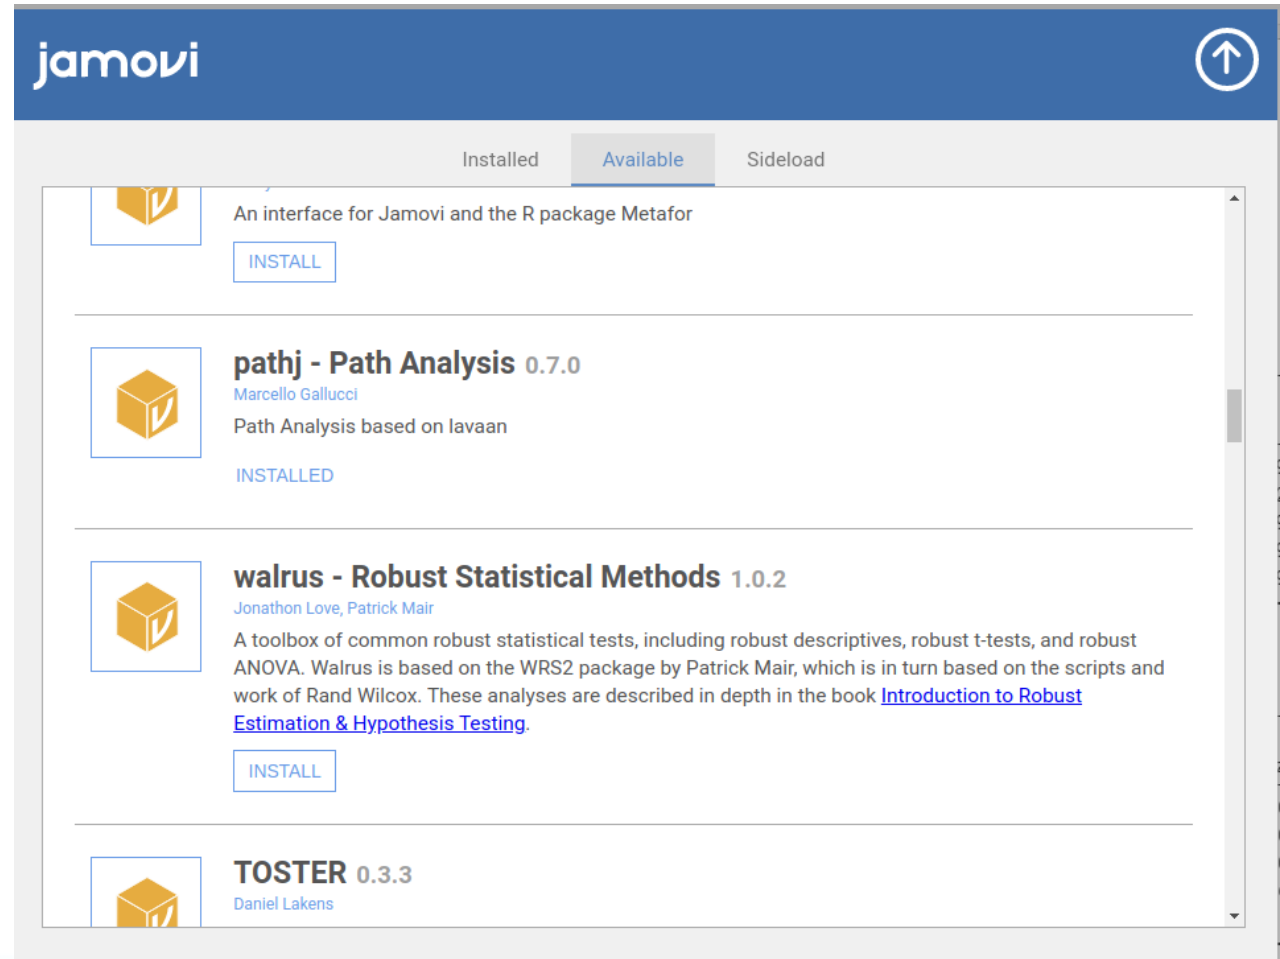 jamovi
Installed Available Sideload
An interface for Jamovi and the R package Metafor
INSTALL
pathj - Path Analysis 0.7.0
Marcello Gallucci
Path Analysis based on lavaan
INSTALLED
walrus - Robust Statistical Methods 1.0.2
Jonathon Love, Patrick Mair
A toolbox of common robust statistical tests, including robust descriptives, robust t-tests, and robust
ANOVA. Walrus is based on the WRS2 package by Patrick Mair, which is in turn based on the scripts and
work of Rand Wilcox. These analyses are described in depth in the book Introduction to Robust
Estimation & Hypothesis Testing.
INSTALL
TOSTER 0.3.3
Daniel Lakens